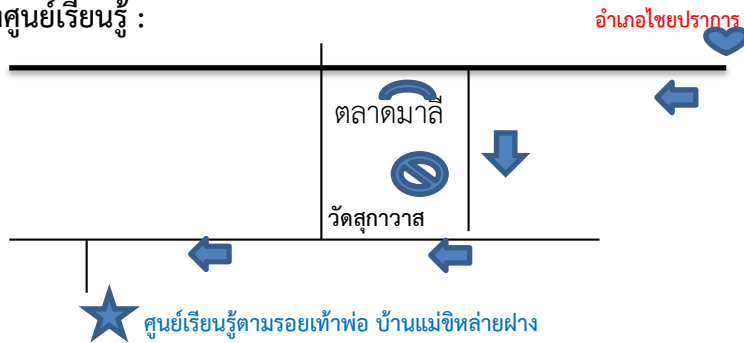 ศูนย์เรียนรู้ :
อำเภอไชยปราการ
ตลาดมาลี
วัดสุกาวาส
ศูนย์เรียนรู้ตามรอยเท้าพ่อ บ้านแม่ขิหล่ายฝาง